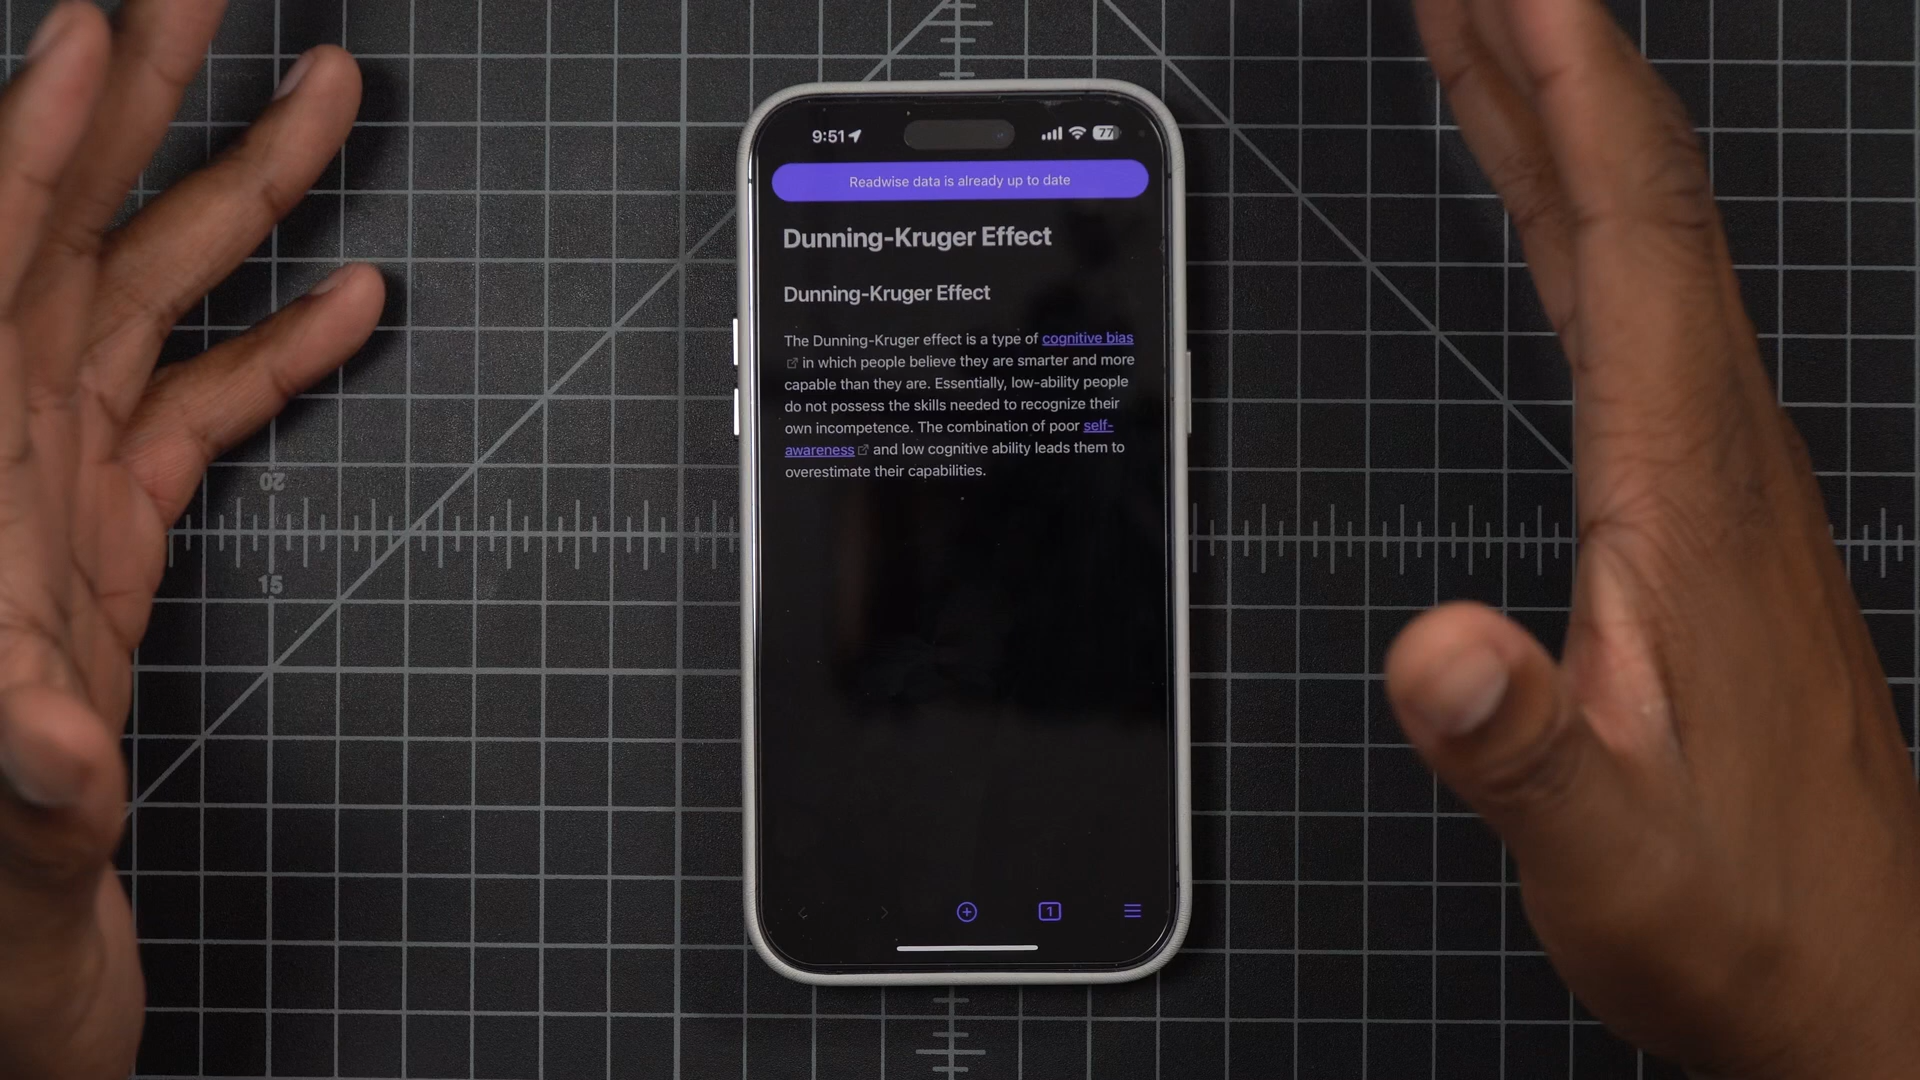 9:51
77
Readwise data is already up to date
Dunning-Kruger Effect
Dunning-Kruger Effect
The Dunning-Kruger effect is a type of cognitive bias
in which people believe they are smarter and more
capable than they are. Essentially, low-ability people
do not possess the skills needed to recognize their
own incompetence. The combination of poor self-
awareness and low cognitive ability leads them to
overestimate their capabilities.
20
15
1